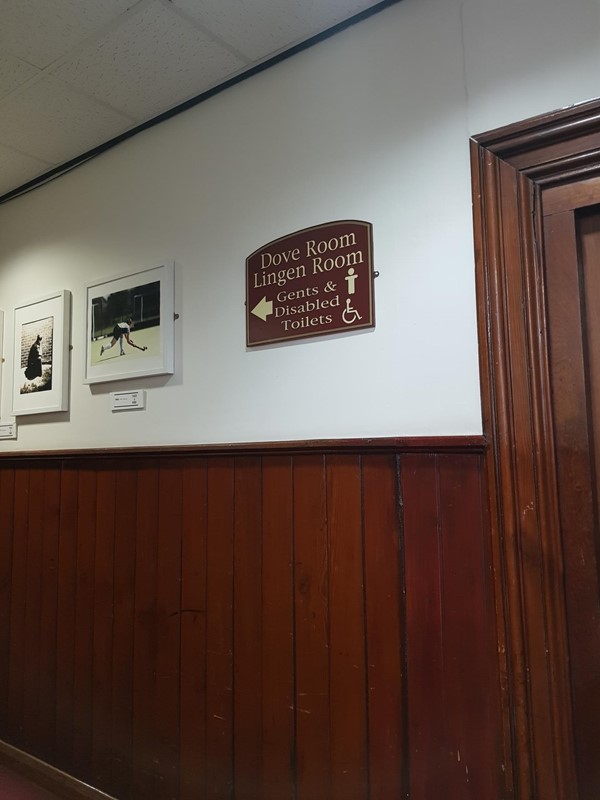 Dove Room
Lingen Room
Gents &
Disabled
Toilets